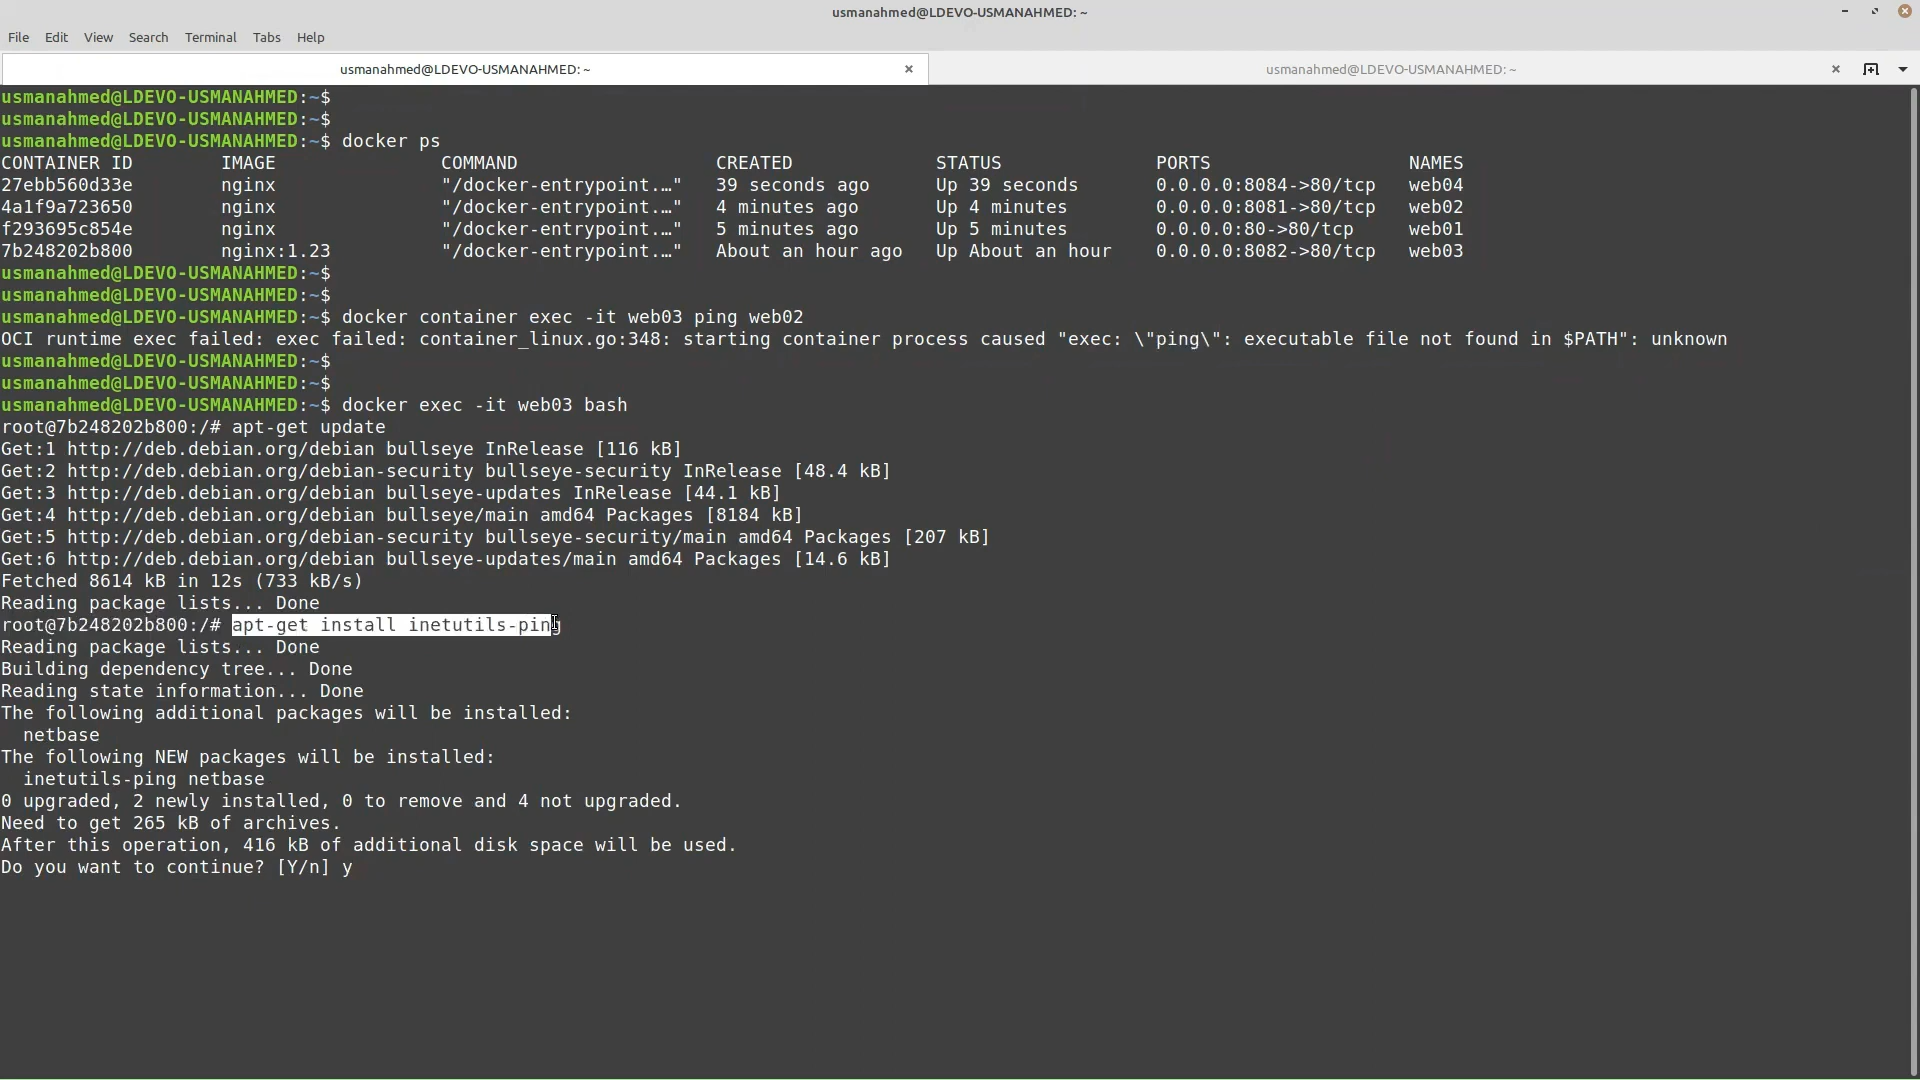 usmanahmed@LDEVO-USMANAHMED: ~
File Edit View Search Terminal Tabs Help
usmanahmed@LDEVO-USMANAHMED: ~ usmanahmed@LDEVO-USMANAHMED: ~
usmanahmed@LDEVO-USMANAHMED:~$
usmanahmed@LDEVO-USMANAHMED:~$
usmanahmed@LDEVO-USMANAHMED:~$ docker ps
CONTAINER ID IMAGE COMMAND CREATED STATUS PORTS NAMES
27ebb560d33e nginx "/docker-entrypoint.…" 39 seconds ago Up 39 seconds 0.0.0.0:8084->80/tcp web04
4a1f9a723650 nginx "/docker-entrypoint.…" 4 minutes ago Up 4 minutes 0.0.0.0:8081->80/tcp web02
f293695c854e nginx "/docker-entrypoint.…" 5 minutes ago Up 5 minutes 0.0.0.0:80->80/tcp web01
7b248202b800 nginx:1.23 "/docker-entrypoint.…" About an hour ago Up About an hour 0.0.0.0:8082->80/tcp web03
usmanahmed@LDEVO-USMANAHMED:~$
usmanahmed@LDEVO-USMANAHMED:~$
usmanahmed@LDEVO-USMANAHMED:~$ docker container exec -it web03 ping web02
OCI runtime exec failed: exec failed: container_linux.go:348: starting container process caused "exec: \"ping\": executable file not found in $PATH": unknown
usmanahmed@LDEVO-USMANAHMED:~$
usmanahmed@LDEVO-USMANAHMED:~$
usmanahmed@LDEVO-USMANAHMED:~$ docker exec -it web03 bash
root@7b248202b800:/# apt-get update
Get:1 http://deb.debian.org/debian bullseye InRelease [116 kB]
Get:2 http://deb.debian.org/debian-security bullseye-security InRelease [48.4 kB]
Get:3 http://deb.debian.org/debian bullseye-updates InRelease [44.1 kB]
Get:4 http://deb.debian.org/debian bullseye/main amd64 Packages [8184 kB]
Get:5 http://deb.debian.org/debian-security bullseye-security/main amd64 Packages [207 kB]
Get:6 http://deb.debian.org/debian bullseye-updates/main amd64 Packages [14.6 kB]
Fetched 8614 kB in 12s (733 kB/s)
Reading package lists... Done
root@7b248202b800:/# apt-get install inetutils-ping
Reading package lists... Done
Building dependency tree... Done
Reading state information... Done
The following additional packages will be installed:
netbase
The following NEW packages will be installed:
inetutils-ping netbase
0 upgraded, 2 newly installed, 0 to remove and 4 not upgraded.
Need to get 265 kB of archives.
After this operation, 416 kB of additional disk space will be used.
Do you want to continue? [Y/n] y